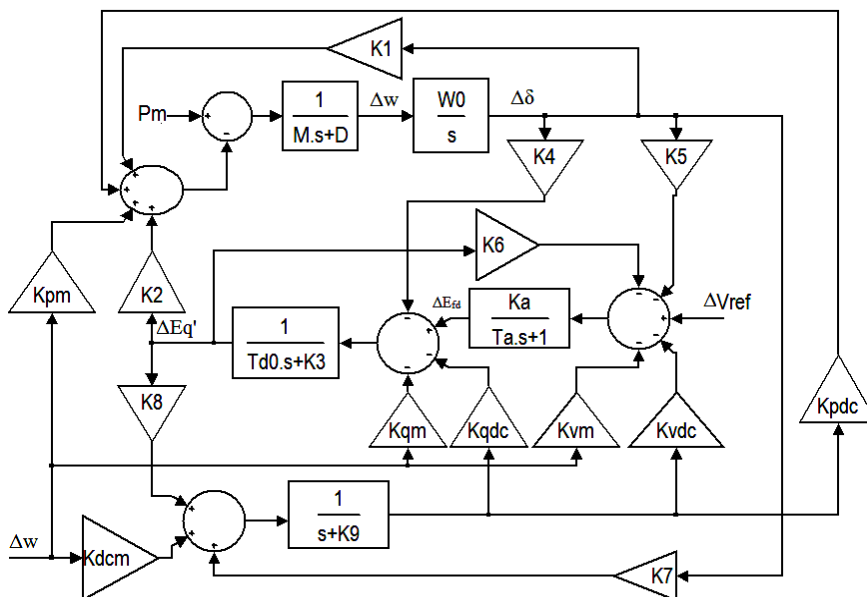 K1
Pm
+
-
1
M.s+D
Δw
W0
s
Δδ
K4
K5
+
+
+
+
Kpm
K2
K6
-
-
-
ΔEfd
+
Ka
Ta.s+1
-
+
ΔVref
ΔEq'
1
Td0.s+K3
-
-
-
-
K8
Kqm
Kqdc
Kvm
Kvdc
Kpdc
+
+
+
1
s+K9
Δw
Kdcm
K7